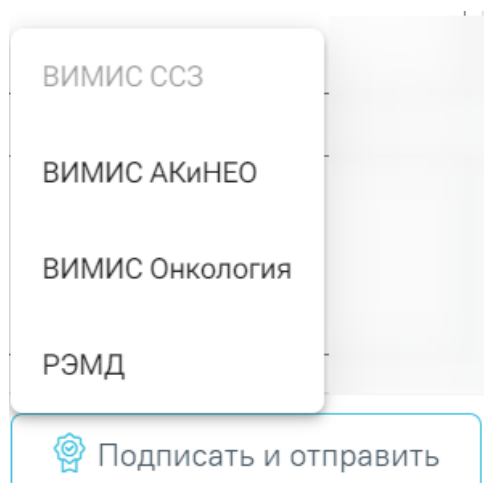 ВИМИС ССЗ
ВИМИС АКиНЕО
ВИМИС Онкология
РЭМД
Подписать и отправить